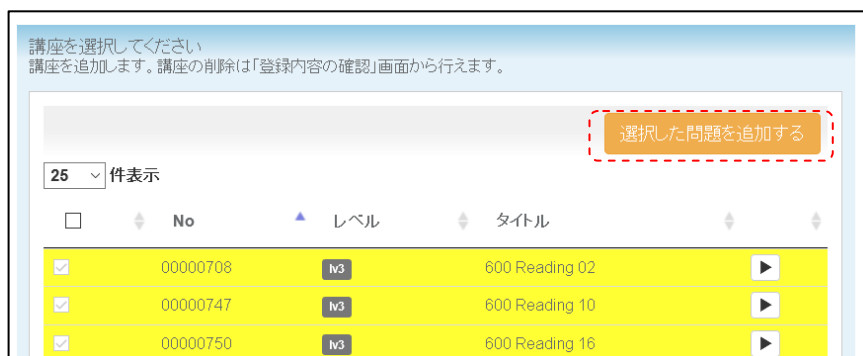 講座を選択してください
講座を追加します。講座の削除は「登録内容の確認」画面から行えます。
選択した問題を追加する
25 件表示
No レベル タイトル
00000708 lv3 600 Reading 02
00000747 lv3 600 Reading 10
00000750 lv3 600 Reading 16